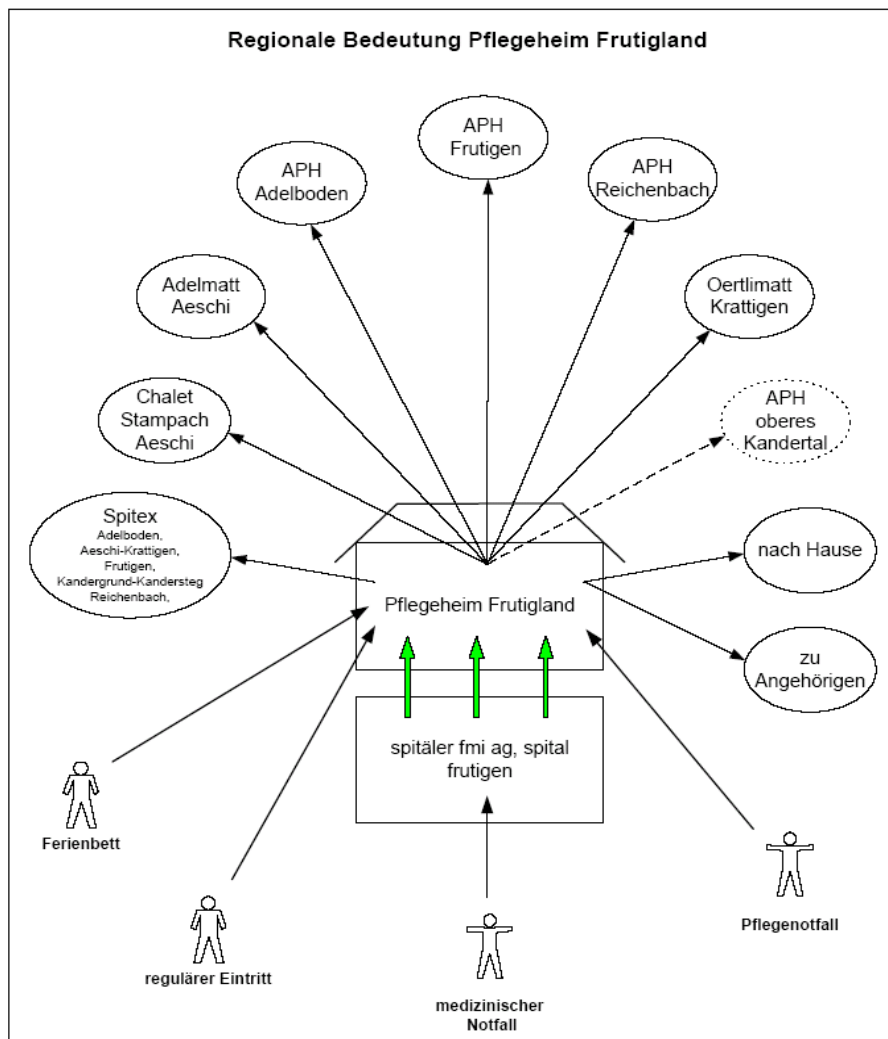 Regionale Bedeutung Pflegeheim Frutigland
APH
Frutigen
APH
Adelboden
APH
Reichenbach
Adelmatt
Aeschi
Oertlimatt
Krattigen
Chalet
Stampach
Aeschi
APH
oberes
Kandertal
Spitex
Adelboden,
Aeschi-Krattigen,
Frutigen,
Kandergrund-Kandersteg
Reichenbach,
nach Hause
Pflegeheim Frutigland
zu
Angehörigen
spitäler fmi ag, spital
frutigen
Ferienbett
regulärer Eintritt
medizinischer
Notfall
Pflegenotfall